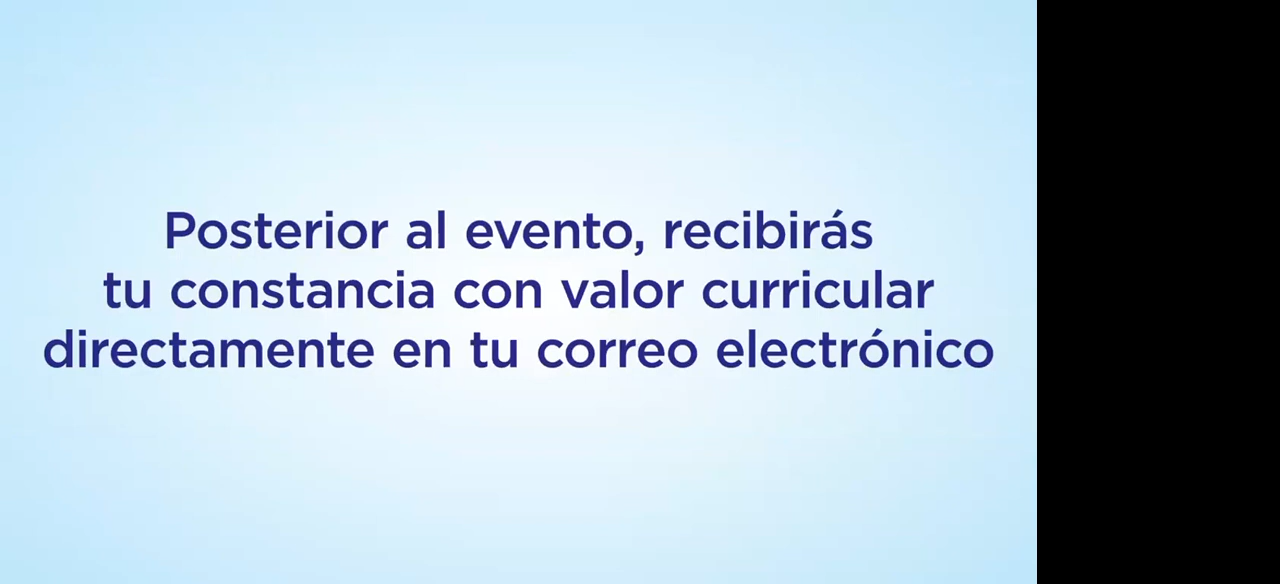 Posterior al evento, recibirás
tu constancia con valor curricular
directamente en tu correo electrónico